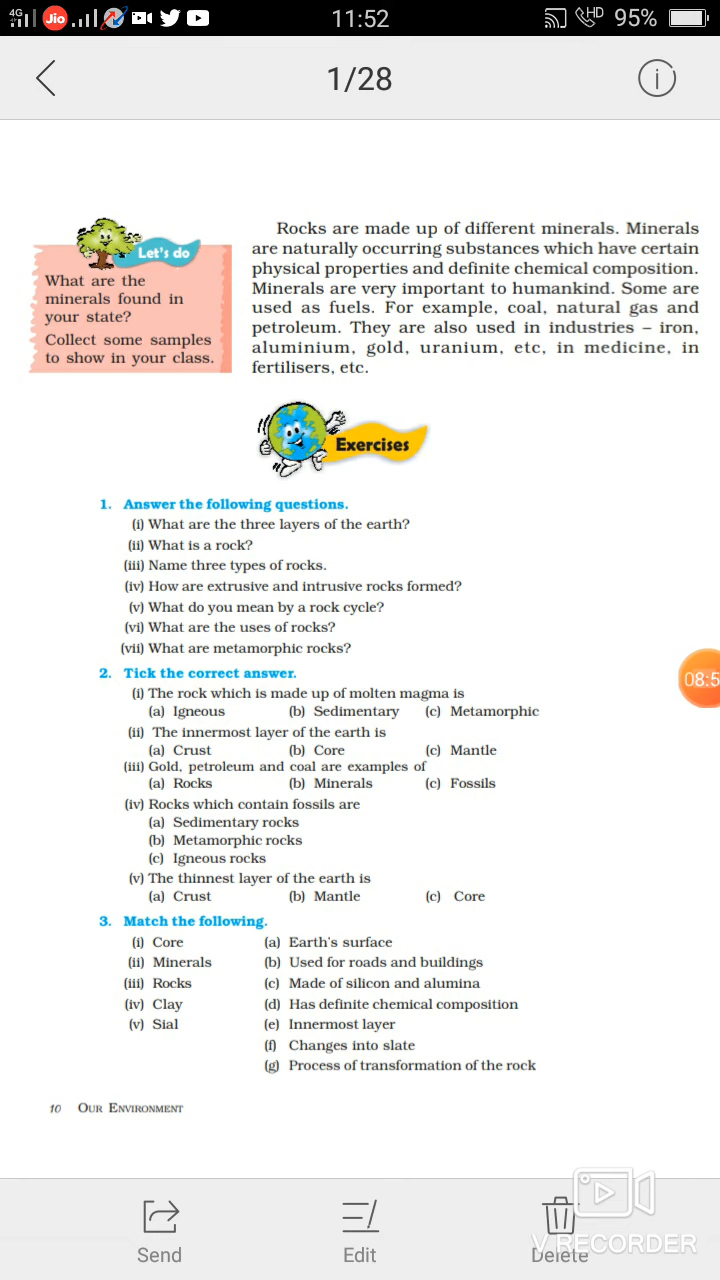 4G Jio 11:52 HD 95%
1/28
Let's do
What are the
minerals found in
your state?
Collect some samples
to show in your class.
Rocks are made up of different minerals. Minerals
are naturally occurring substances which have certain
physical properties and definite chemical composition.
Minerals are very important to humankind. Some are
used as fuels. For example, coal, natural gas and
petroleum. They are also used in industries – iron,
aluminium, gold, uranium, etc, in medicine, in
fertilisers, etc.
Exercises
1. Answer the following questions.
(i) What are the three layers of the earth?
(ii) What is a rock?
(iii) Name three types of rocks.
(iv) How are extrusive and intrusive rocks formed?
(v) What do you mean by a rock cycle?
(vi) What are the uses of rocks?
(vii) What are metamorphic rocks?
2. Tick the correct answer.
(i) The rock which is made up of molten magma is
(a) Igneous (b) Sedimentary (c) Metamorphic
(ii) The innermost layer of the earth is
(a) Crust (b) Core (c) Mantle
(iii) Gold, petroleum and coal are examples of
(a) Rocks (b) Minerals (c) Fossils
(iv) Rocks which contain fossils are
(a) Sedimentary rocks
(b) Metamorphic rocks
(c) Igneous rocks
(v) The thinnest layer of the earth is
(a) Crust (b) Mantle (c) Core
08:5
3. Match the following.
(i) Core (a) Earth's surface
(ii) Minerals (b) Used for roads and buildings
(iii) Rocks (c) Made of silicon and alumina
(iv) Clay (d) Has definite chemical composition
(v) Sial (e) Innermost layer
(f) Changes into slate
(g) Process of transformation of the rock
10 OUR ENVIRONMENT
Send Edit Delete
V RECORDER